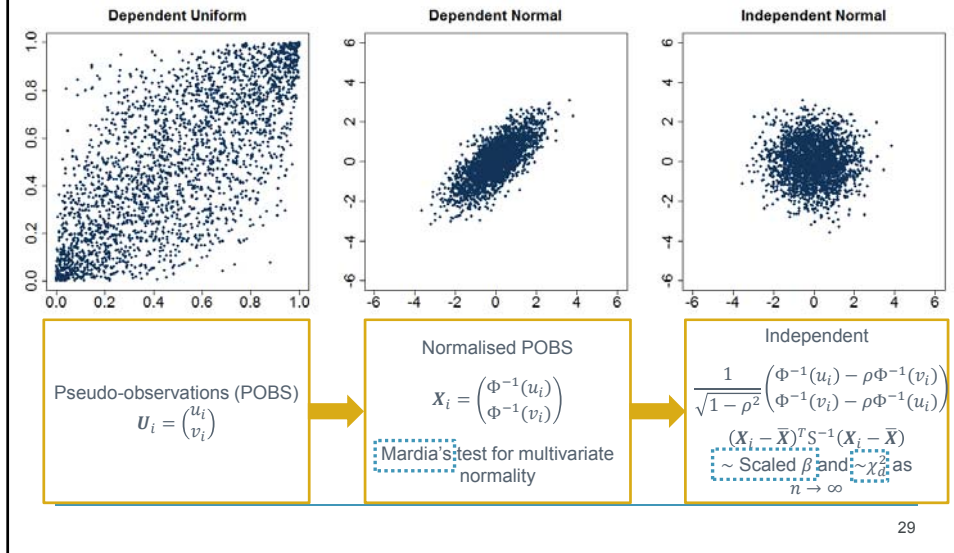 Dependent Uniform
Dependent Normal
Independent Normal
1.0
0.8
0.6
0.4
0.2
0.0
0.0 0.2 0.4 0.6 0.8 1.0
6
4
2
0
-2
-4
-6
-6 -4 -2 0 2 4 6
6
4
2
0
-2
-4
-6
-6 -4 -2 0 2 4 6
Pseudo-observations (POBS)
𝑼ᵢ = (uᵢ vᵢ)
Normalised POBS
𝑿ᵢ = (Φ⁻¹(uᵢ) Φ⁻¹(vᵢ))
Mardia's test for multivariate
normality
Independent
1/√(1 − ρ²) (Φ⁻¹(uᵢ) − ρΦ⁻¹(vᵢ) Φ⁻¹(vᵢ) − ρΦ⁻¹(uᵢ))
(𝑿ᵢ − X̄)ᵀS⁻¹(𝑿ᵢ − X̄)
~ Scaled β and ~χ²_d as
n → ∞
29